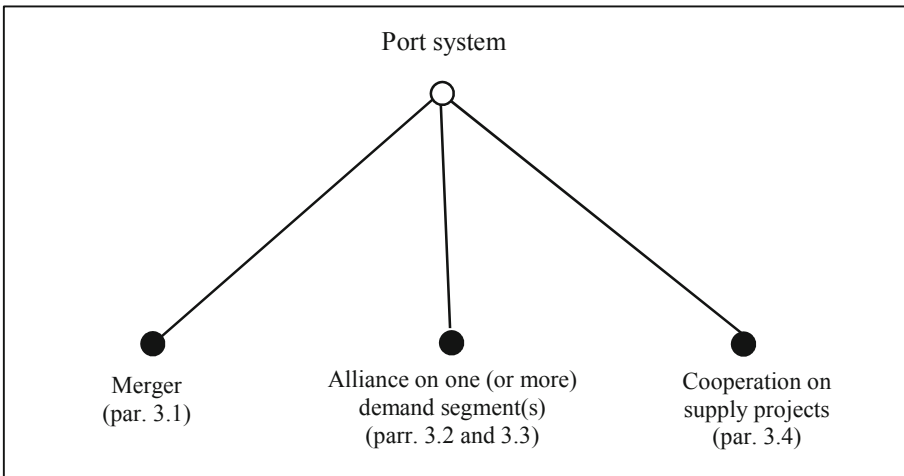 Port system
Merger
(par. 3.1)
Alliance on one (or more)
demand segment(s)
(parr. 3.2 and 3.3)
Cooperation on
supply projects
(par. 3.4)